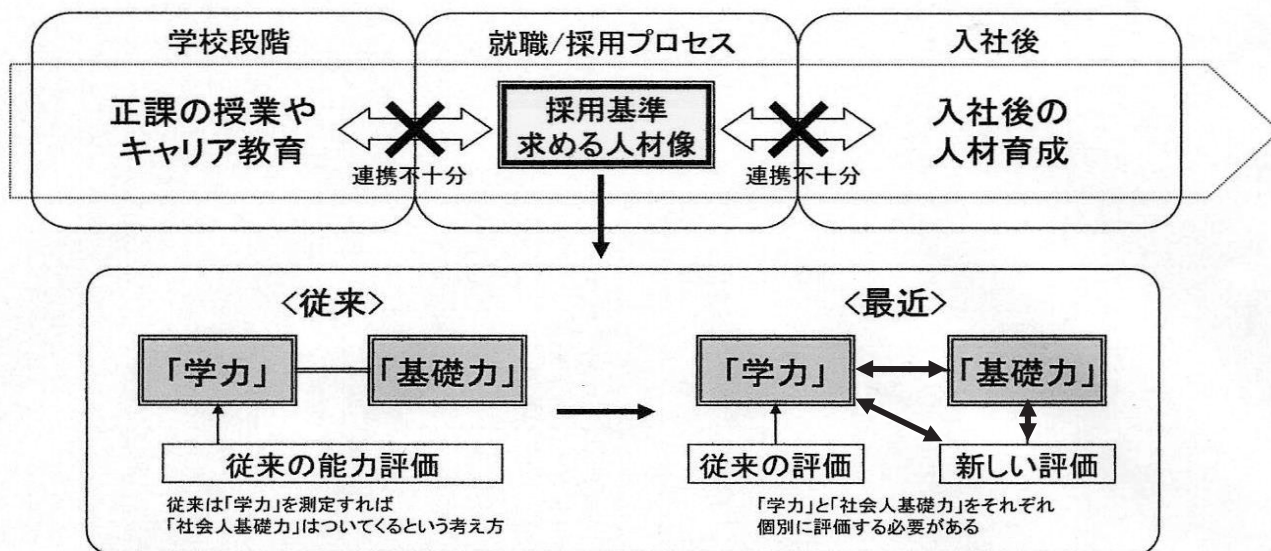 学校段階
就職/採用プロセス
入社後
正課の授業や
キャリア教育
連携不十分
採用基準
求める人材像
連携不十分
入社後の
人材育成
<従来>
「学力」
「基礎力」
従来の能力評価
従来は「学力」を測定すれば
「社会人基礎力」はついてくるという考え方
<最近>
「学力」
「基礎力」
従来の評価
新しい評価
「学力」と「社会人基礎力」をそれぞれ
個別に評価する必要がある